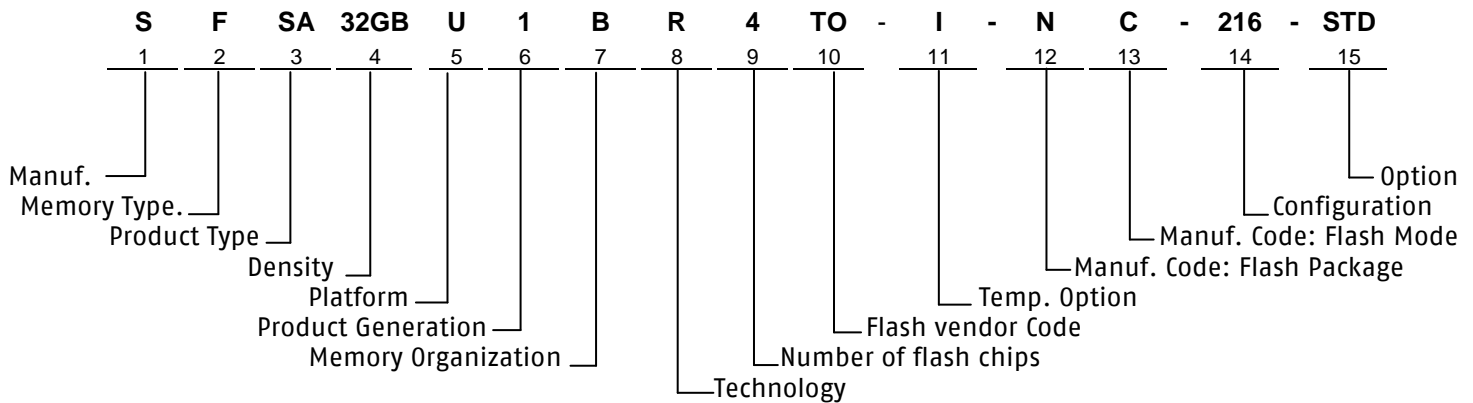 S F SA 32GB U 1 B R 4 TO - I - N C - 216 - STD
1 2 3 4 5 6 7 8 9 10 11 12 13 14 15
Manuf. Option
Memory Type. Configuration
Product Type Manuf. Code: Flash Mode
Density Manuf. Code: Flash Package
Platform Temp. Option
Product Generation Flash vendor Code
Memory Organization Number of flash chips
Technology